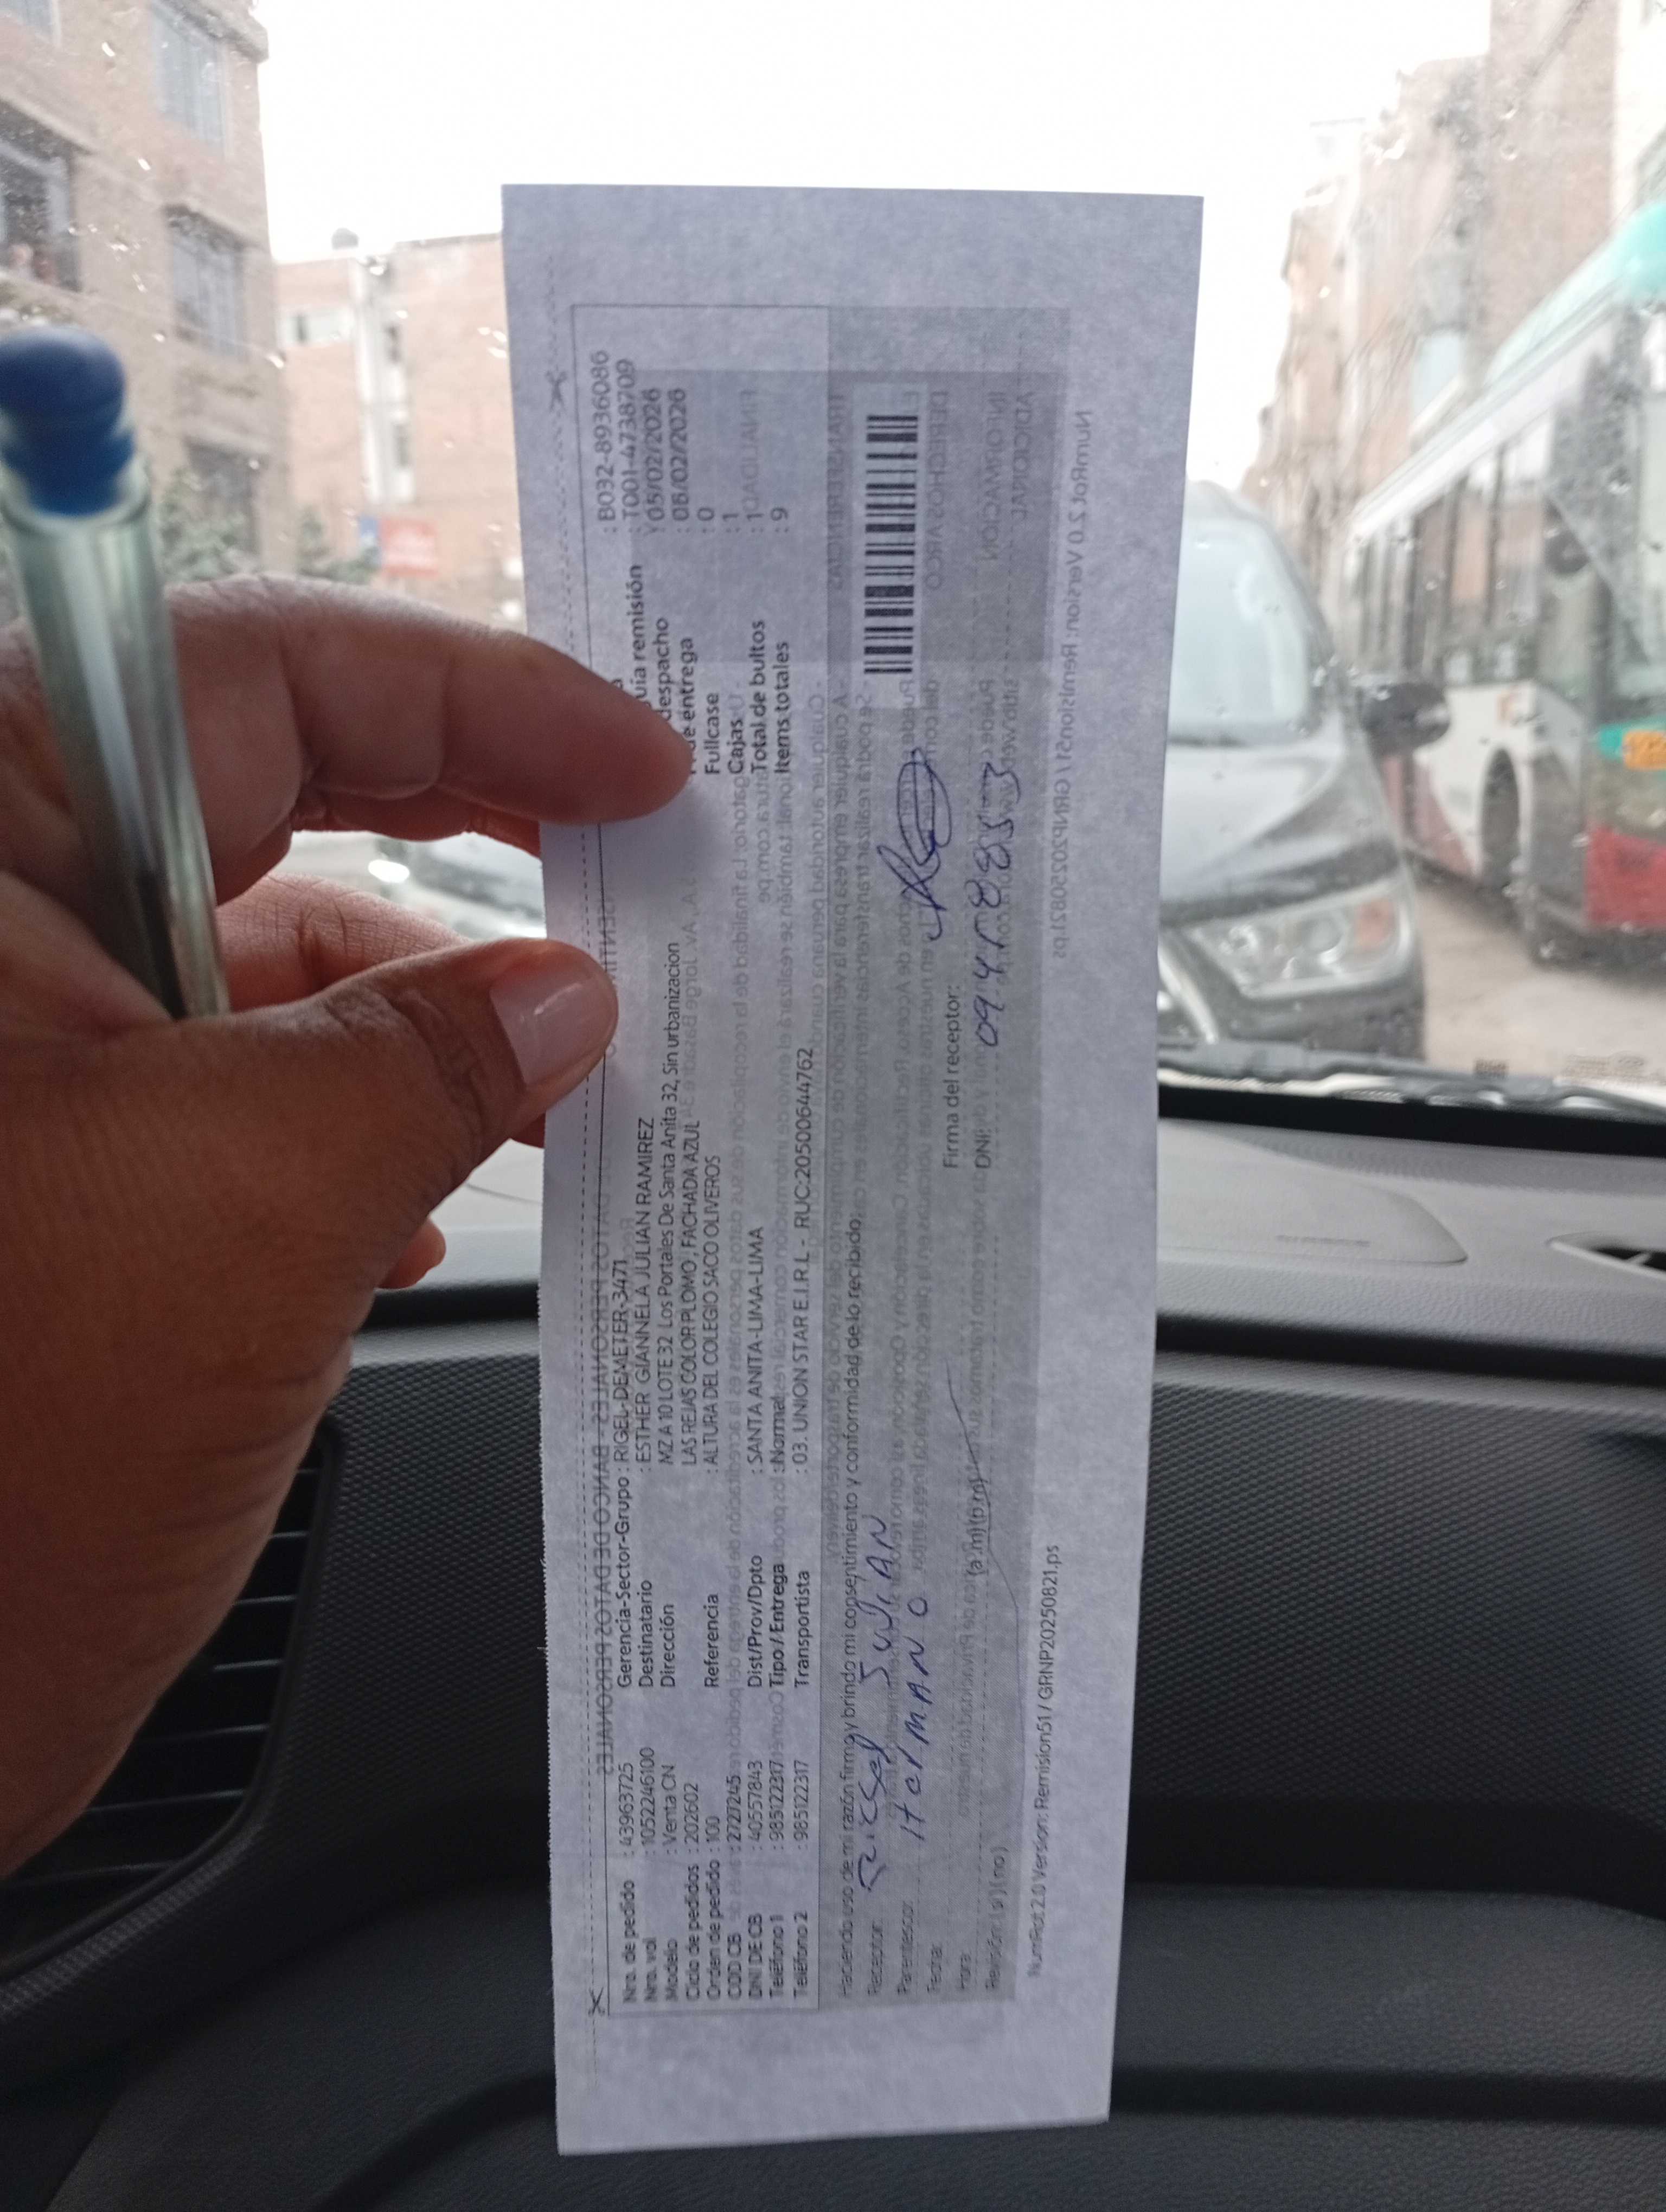 Nro. de pedido : 43963725
Nro. vol : 1052246100
Modelo : Venta CN
Ciclo de pedidos : 202602
Orden de pedido : 100
COD CB : 2727245
DNI DE CB : 40557843
Teléfono 1 : 985122317
Teléfono 2 : 985122317
Gerencia-Sector-Grupo : RIGEL-DEMETER-3471
Destinatario : ESTHER GIANNELA JULIAN RAMIREZ
Dirección MZ A 10 LOTE 32 Los Portales De Santa Anita 32, Sin urbanizacion
LAS REJAS COLOR PLOMO, FACHADA AZUL
Referencia : ALTURA DEL COLEGIO SACO OLIVEROS
Dist/Prov/Dpto : SANTA ANITA-LIMA-LIMA
Tipo / Entrega : Normal
Transportista : 03. UNION STAR E.I.R.L - RUC:20500644762
: B032-8936086
uía remisión : T001-4738709
despacho : 05/02/2026
de entrega : 06/02/2026
Fullcase : 0
Cajas : 1
Total de bultos : 1
Items totales : 9
Haciendo uso de mi razón firmo y brindo mi consentimiento y conformidad de lo recibido;
Receptor: JULIAN
Parentesco: HermANO
Fecha:
Hora: (a.m)(p.m)
Revisión: (si) (no)
Firma del receptor:
DNI:
NumRot 2.0 Version: Remision51 / GRNP20250821.ps